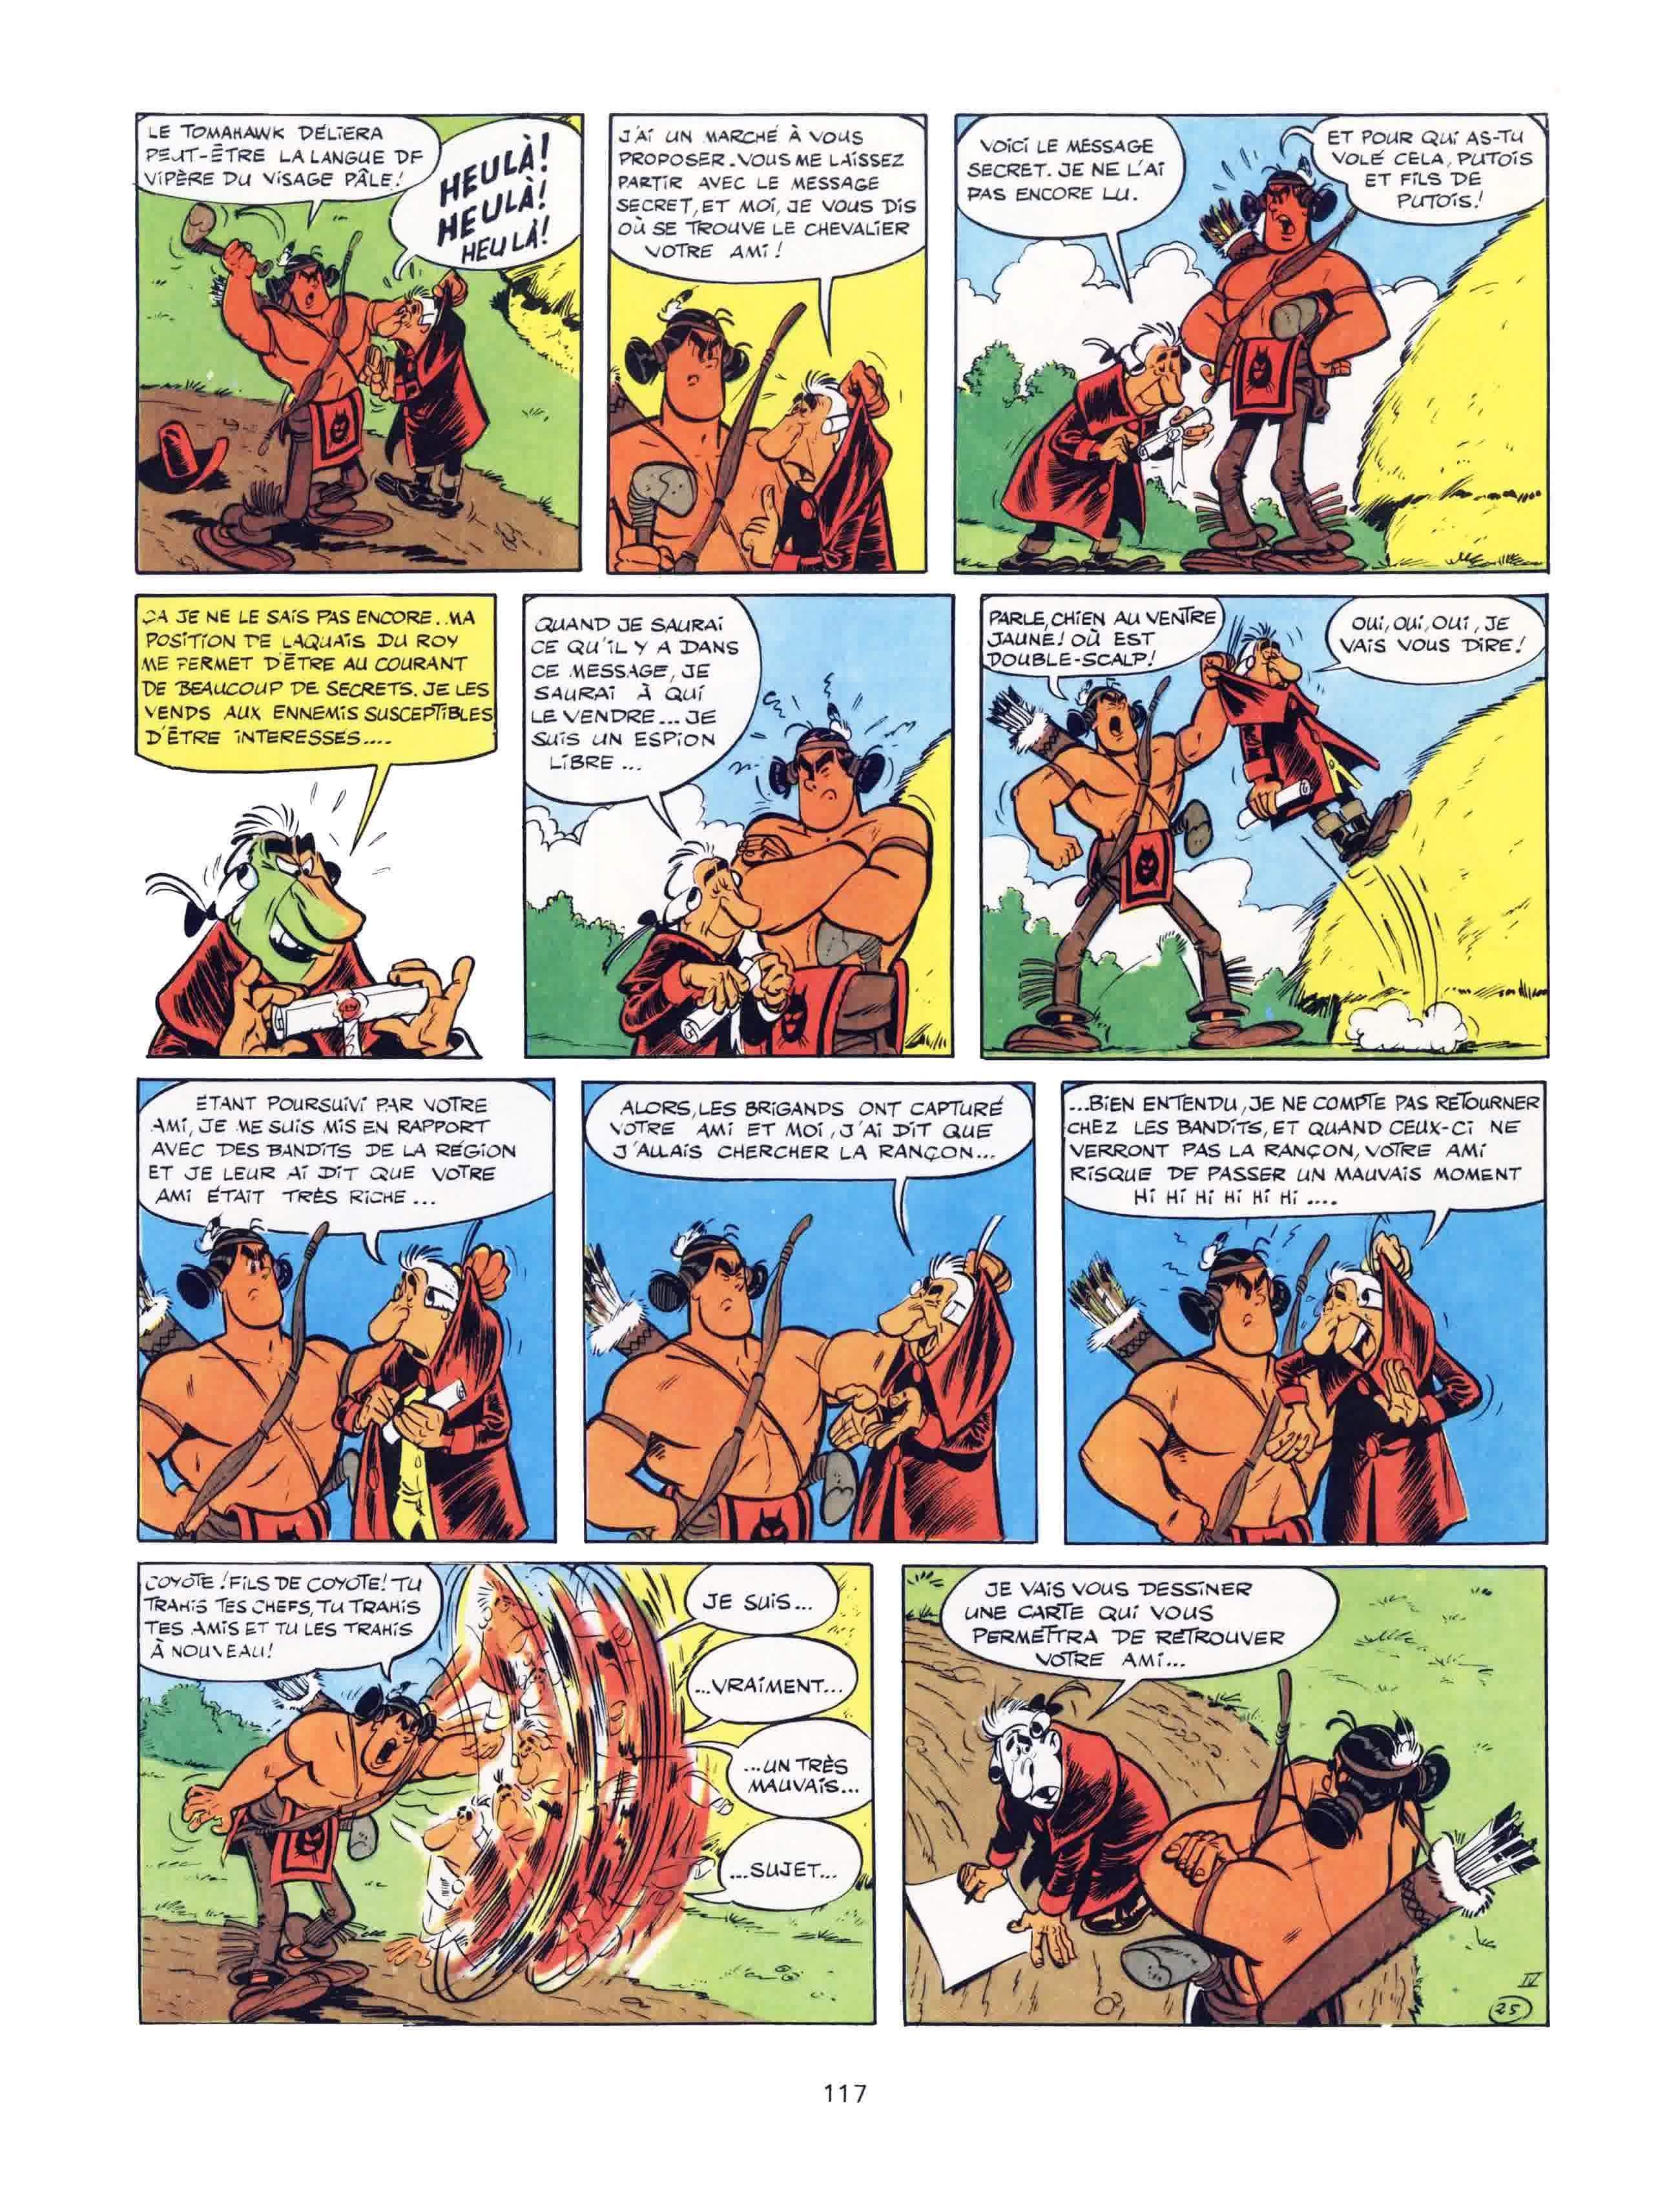 LE TOMAHAWK DÉLIERA
PEUT-ÊTRE LA LANGUE DE
VIPÈRE DU VISAGE PÂLE!
HEULÀ!
HEULÀ!
HEULÀ!
J'AI UN MARCHÉ À VOUS
PROPOSER.VOUS ME LAISSEZ
PARTIR AVEC LE MESSAGE
SECRET, ET MOI, JE VOUS DIS
OÙ SE TROUVE LE CHEVALIER
VOTRE AMI!
VOICI LE MESSAGE
SECRET. JE NE L'AI
PAS ENCORE LU.
ET POUR QUI AS-TU
VOLÉ CELA, PUTOIS
ET FILS DE
PUTOIS!
ÇA JE NE LE SAIS PAS ENCORE..MA
POSITION DE LAQUAIS DU ROY
ME PERMET D'ÊTRE AU COURANT
DE BEAUCOUP DE SECRETS. JE LES
VENDS AUX ENNEMIS SUSCEPTIBLES
D'ÊTRE INTERESSÉS....
QUAND JE SAURAI
CE QU'IL Y A DANS
CE MESSAGE, JE
SAURAI À QUI
LE VENDRE... JE
SUIS UN ESPION
LIBRE ...
PARLE, CHIEN AU VENTRE
JAUNE! OÙ EST
DOUBLE-SCALP!
OUI, OUI, OUI, JE
VAIS VOUS DIRE!
ÉTANT POURSUIVI PAR VOTRE
AMI, JE ME SUIS MIS EN RAPPORT
AVEC DES BANDITS DE LA RÉGION
ET JE LEUR AI DIT QUE VOTRE
AMI ÉTAIT TRÈS RICHE ...
ALORS, LES BRIGANDS ONT CAPTURÉ
VOTRE AMI ET MOI, J'AI DIT QUE
J'ALLAIS CHERCHER LA RANÇON...
...BIEN ENTENDU, JE NE COMPTE PAS RETOURNER
CHEZ LES BANDITS, ET QUAND CEUX-CI NE
VERRONT PAS LA RANÇON, VOTRE AMI
RISQUE DE PASSER UN MAUVAIS MOMENT
HI HI HI HI HI HI ....
COYOTE! FILS DE COYOTE! TU
TRAHIS TES CHEFS, TU TRAHIS
TES AMIS ET TU LES TRAHIS
À NOUVEAU!
JE SUIS...
...VRAIMENT...
...UN TRÈS
MAUVAIS...
...SUJET...
JE VAIS VOUS DESSINER
UNE CARTE QUI VOUS
PERMETTRA DE RETROUVER
VOTRE AMI...
IV
25
117